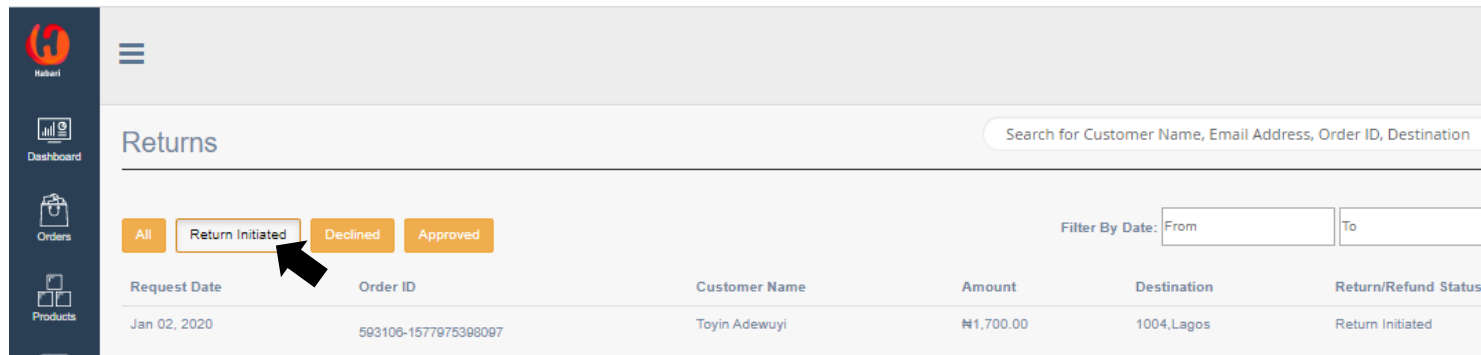 Habari
Dashboard
Orders
Products
Returns
Search for Customer Name, Email Address, Order ID, Destination
All Return Initiated Declined Approved
Filter By Date: From To
Request Date Order ID Customer Name Amount Destination Return/Refund Status
Jan 02, 2020 593106-1577975398097 Toyin Adewuyi ₦1,700.00 1004,Lagos Return Initiated